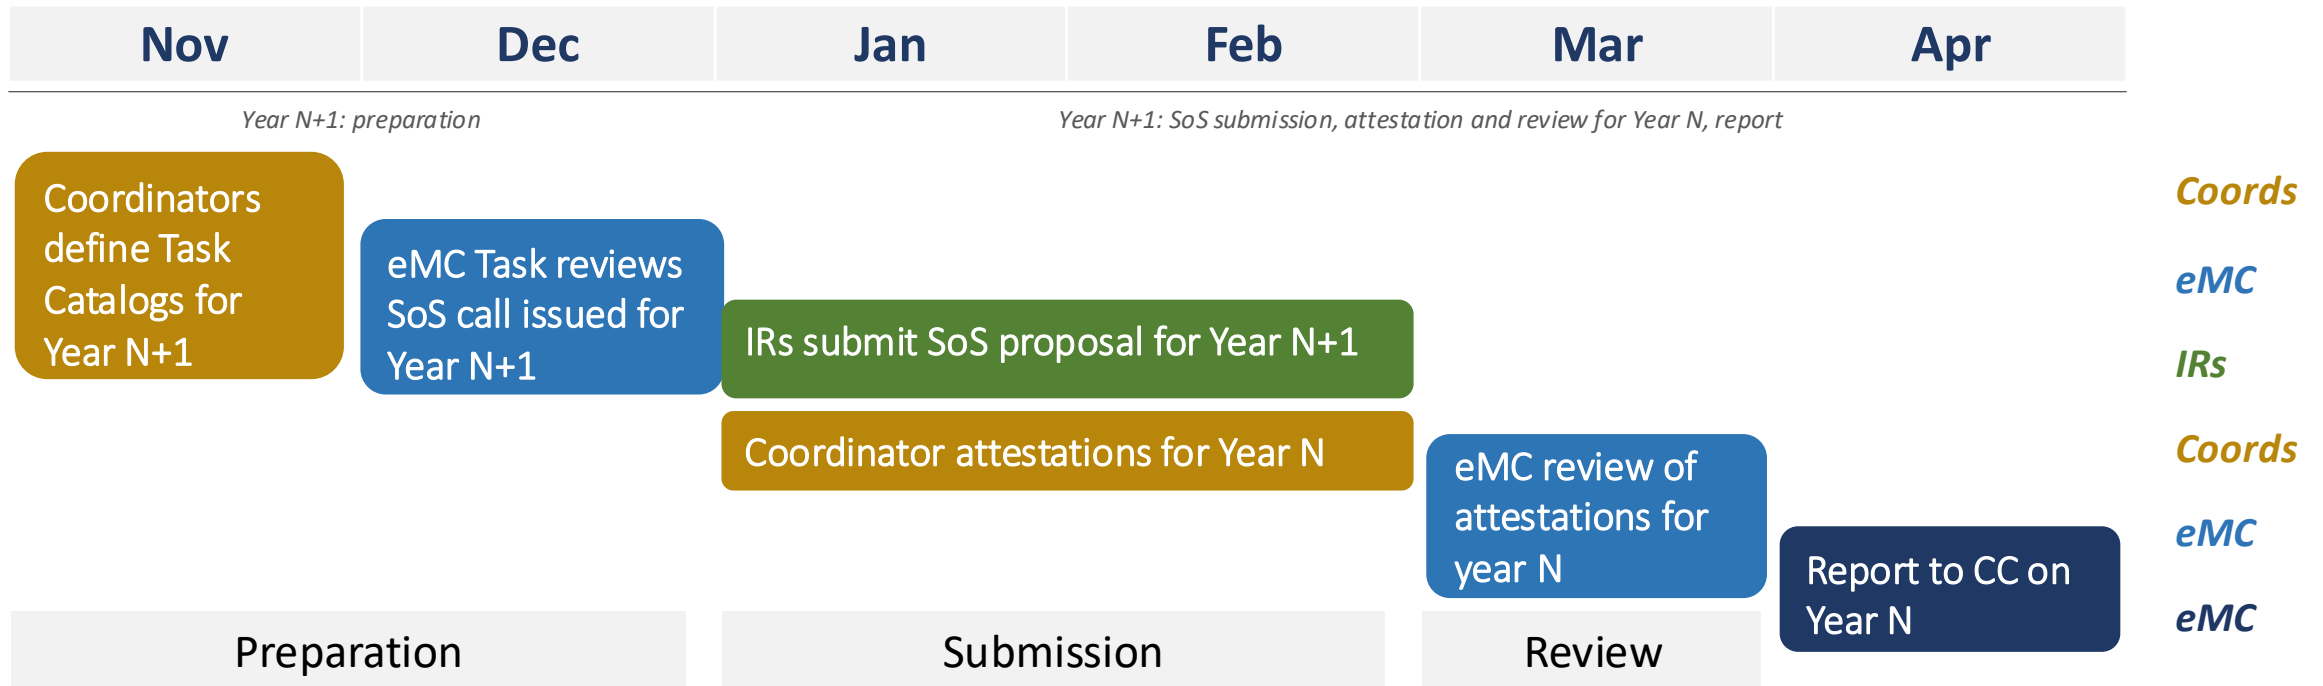 Nov Dec Jan Feb Mar Apr
Year N+1: preparation
Year N+1: SoS submission, attestation and review for Year N, report
Coordinators
define Task
Catalogs for
Year N+1
eMC Task reviews
SoS call issued for
Year N+1
IRs submit SoS proposal for Year N+1
Coordinator attestations for Year N
eMC review of
attestations for
year N
Report to CC on
Year N
Coords
eMC
IRs
Coords
eMC
eMC
Preparation
Submission
Review